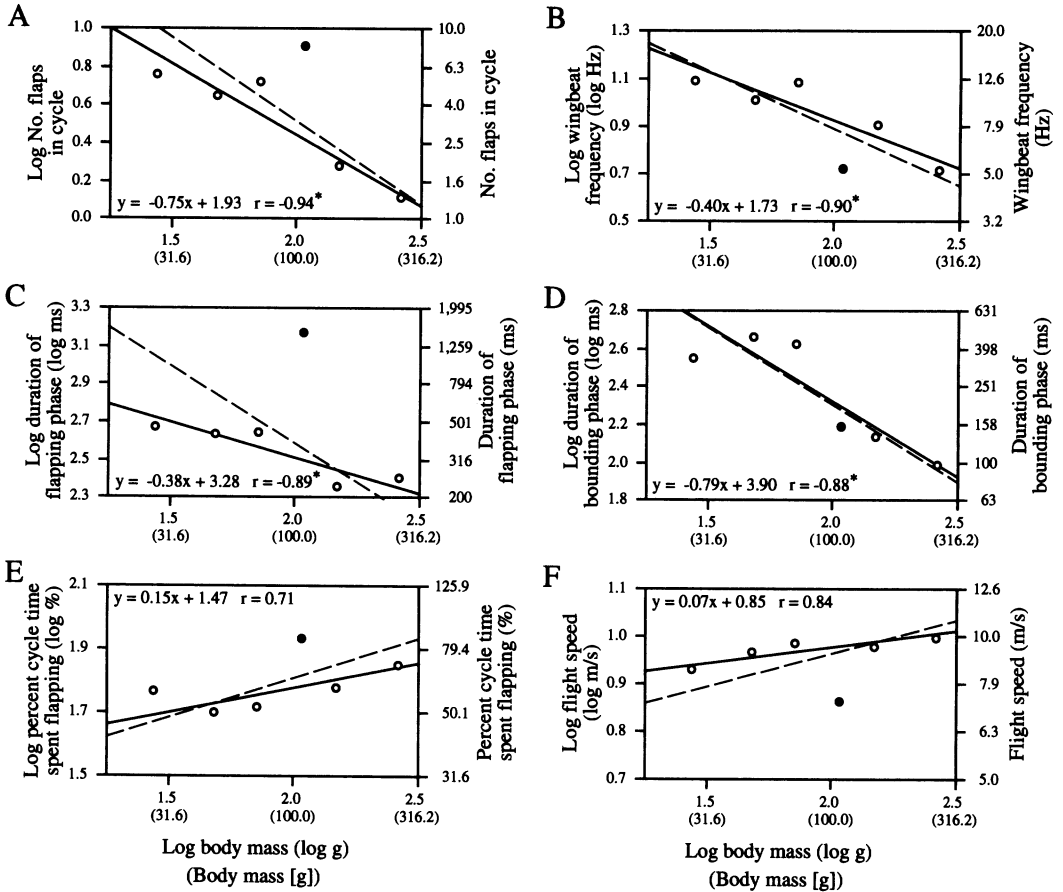 A
Log No. flaps
in cycle
1.0
0.8
0.6
0.4
0.2
0.0
10.0
6.3
4.0
2.5
1.6
1.0
No. flaps in cycle
y = -0.75x + 1.93 r = -0.94*
1.5
(31.6)
2.0
(100.0)
2.5
(316.2)
B
Log wingbeat
frequency (log Hz)
1.3
1.1
0.9
0.7
0.5
20.0
12.6
7.9
5.0
3.2
Wingbeat frequency
(Hz)
y = -0.40x + 1.73 r = -0.90*
1.5
(31.6)
2.0
(100.0)
2.5
(316.2)
C
Log duration of
flapping phase (log ms)
3.3
3.1
2.9
2.7
2.5
2.3
1,995
1,259
794
501
316
200
Duration of
flapping phase (ms)
y = -0.38x + 3.28 r = -0.89*
1.5
(31.6)
2.0
(100.0)
2.5
(316.2)
D
Log duration of
bounding phase (log ms)
2.8
2.6
2.4
2.2
2.0
1.8
631
398
251
158
100
63
Duration of
bounding phase (ms)
y = -0.79x + 3.90 r = -0.88*
1.5
(31.6)
2.0
(100.0)
2.5
(316.2)
E
Log percent cycle time
spent flapping (log %)
2.1
1.9
1.7
1.5
125.9
79.4
50.1
31.6
Percent cycle time
spent flapping (%)
y = 0.15x + 1.47 r = 0.71
1.5
(31.6)
2.0
(100.0)
2.5
(316.2)
Log body mass (log g)
(Body mass [g])
F
Log flight speed
(log m/s)
1.1
1.0
0.9
0.8
0.7
12.6
10.0
7.9
6.3
5.0
Flight speed (m/s)
y = 0.07x + 0.85 r = 0.84
1.5
(31.6)
2.0
(100.0)
2.5
(316.2)
Log body mass (log g)
(Body mass [g])